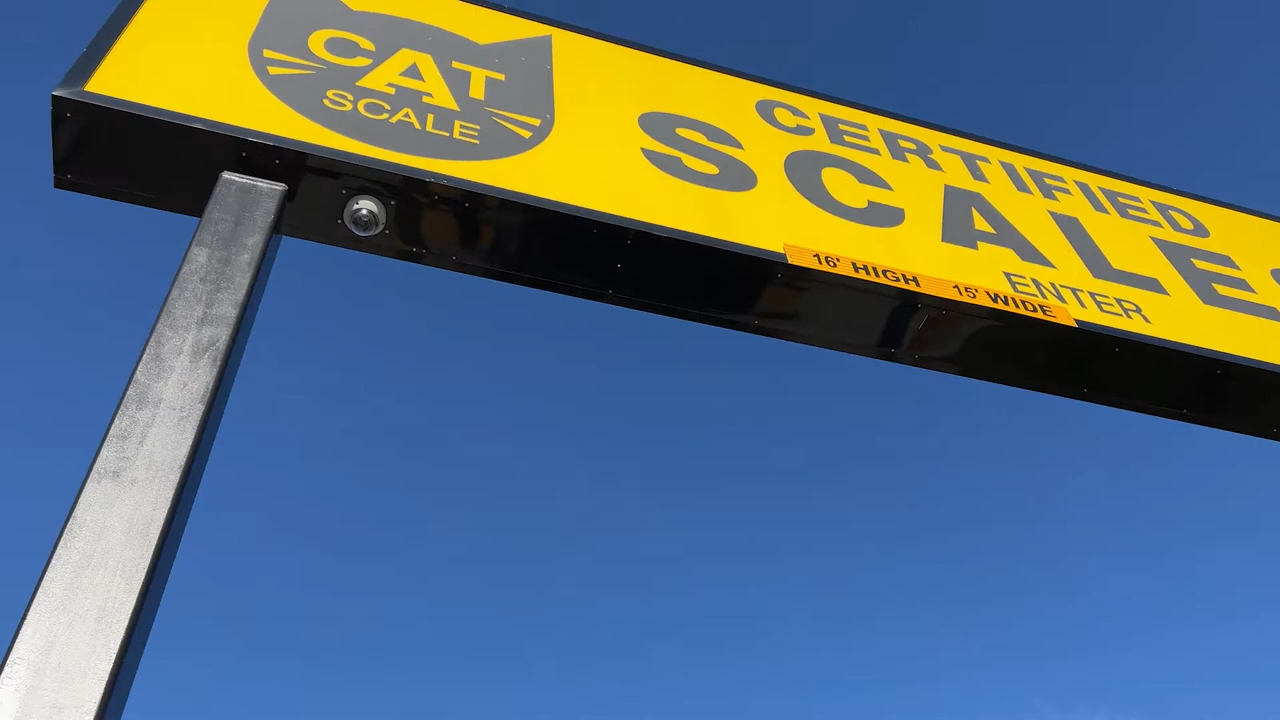 CAT
SCALE
CERTIFIED
SCALES
16' HIGH 15' WIDE
ENTER